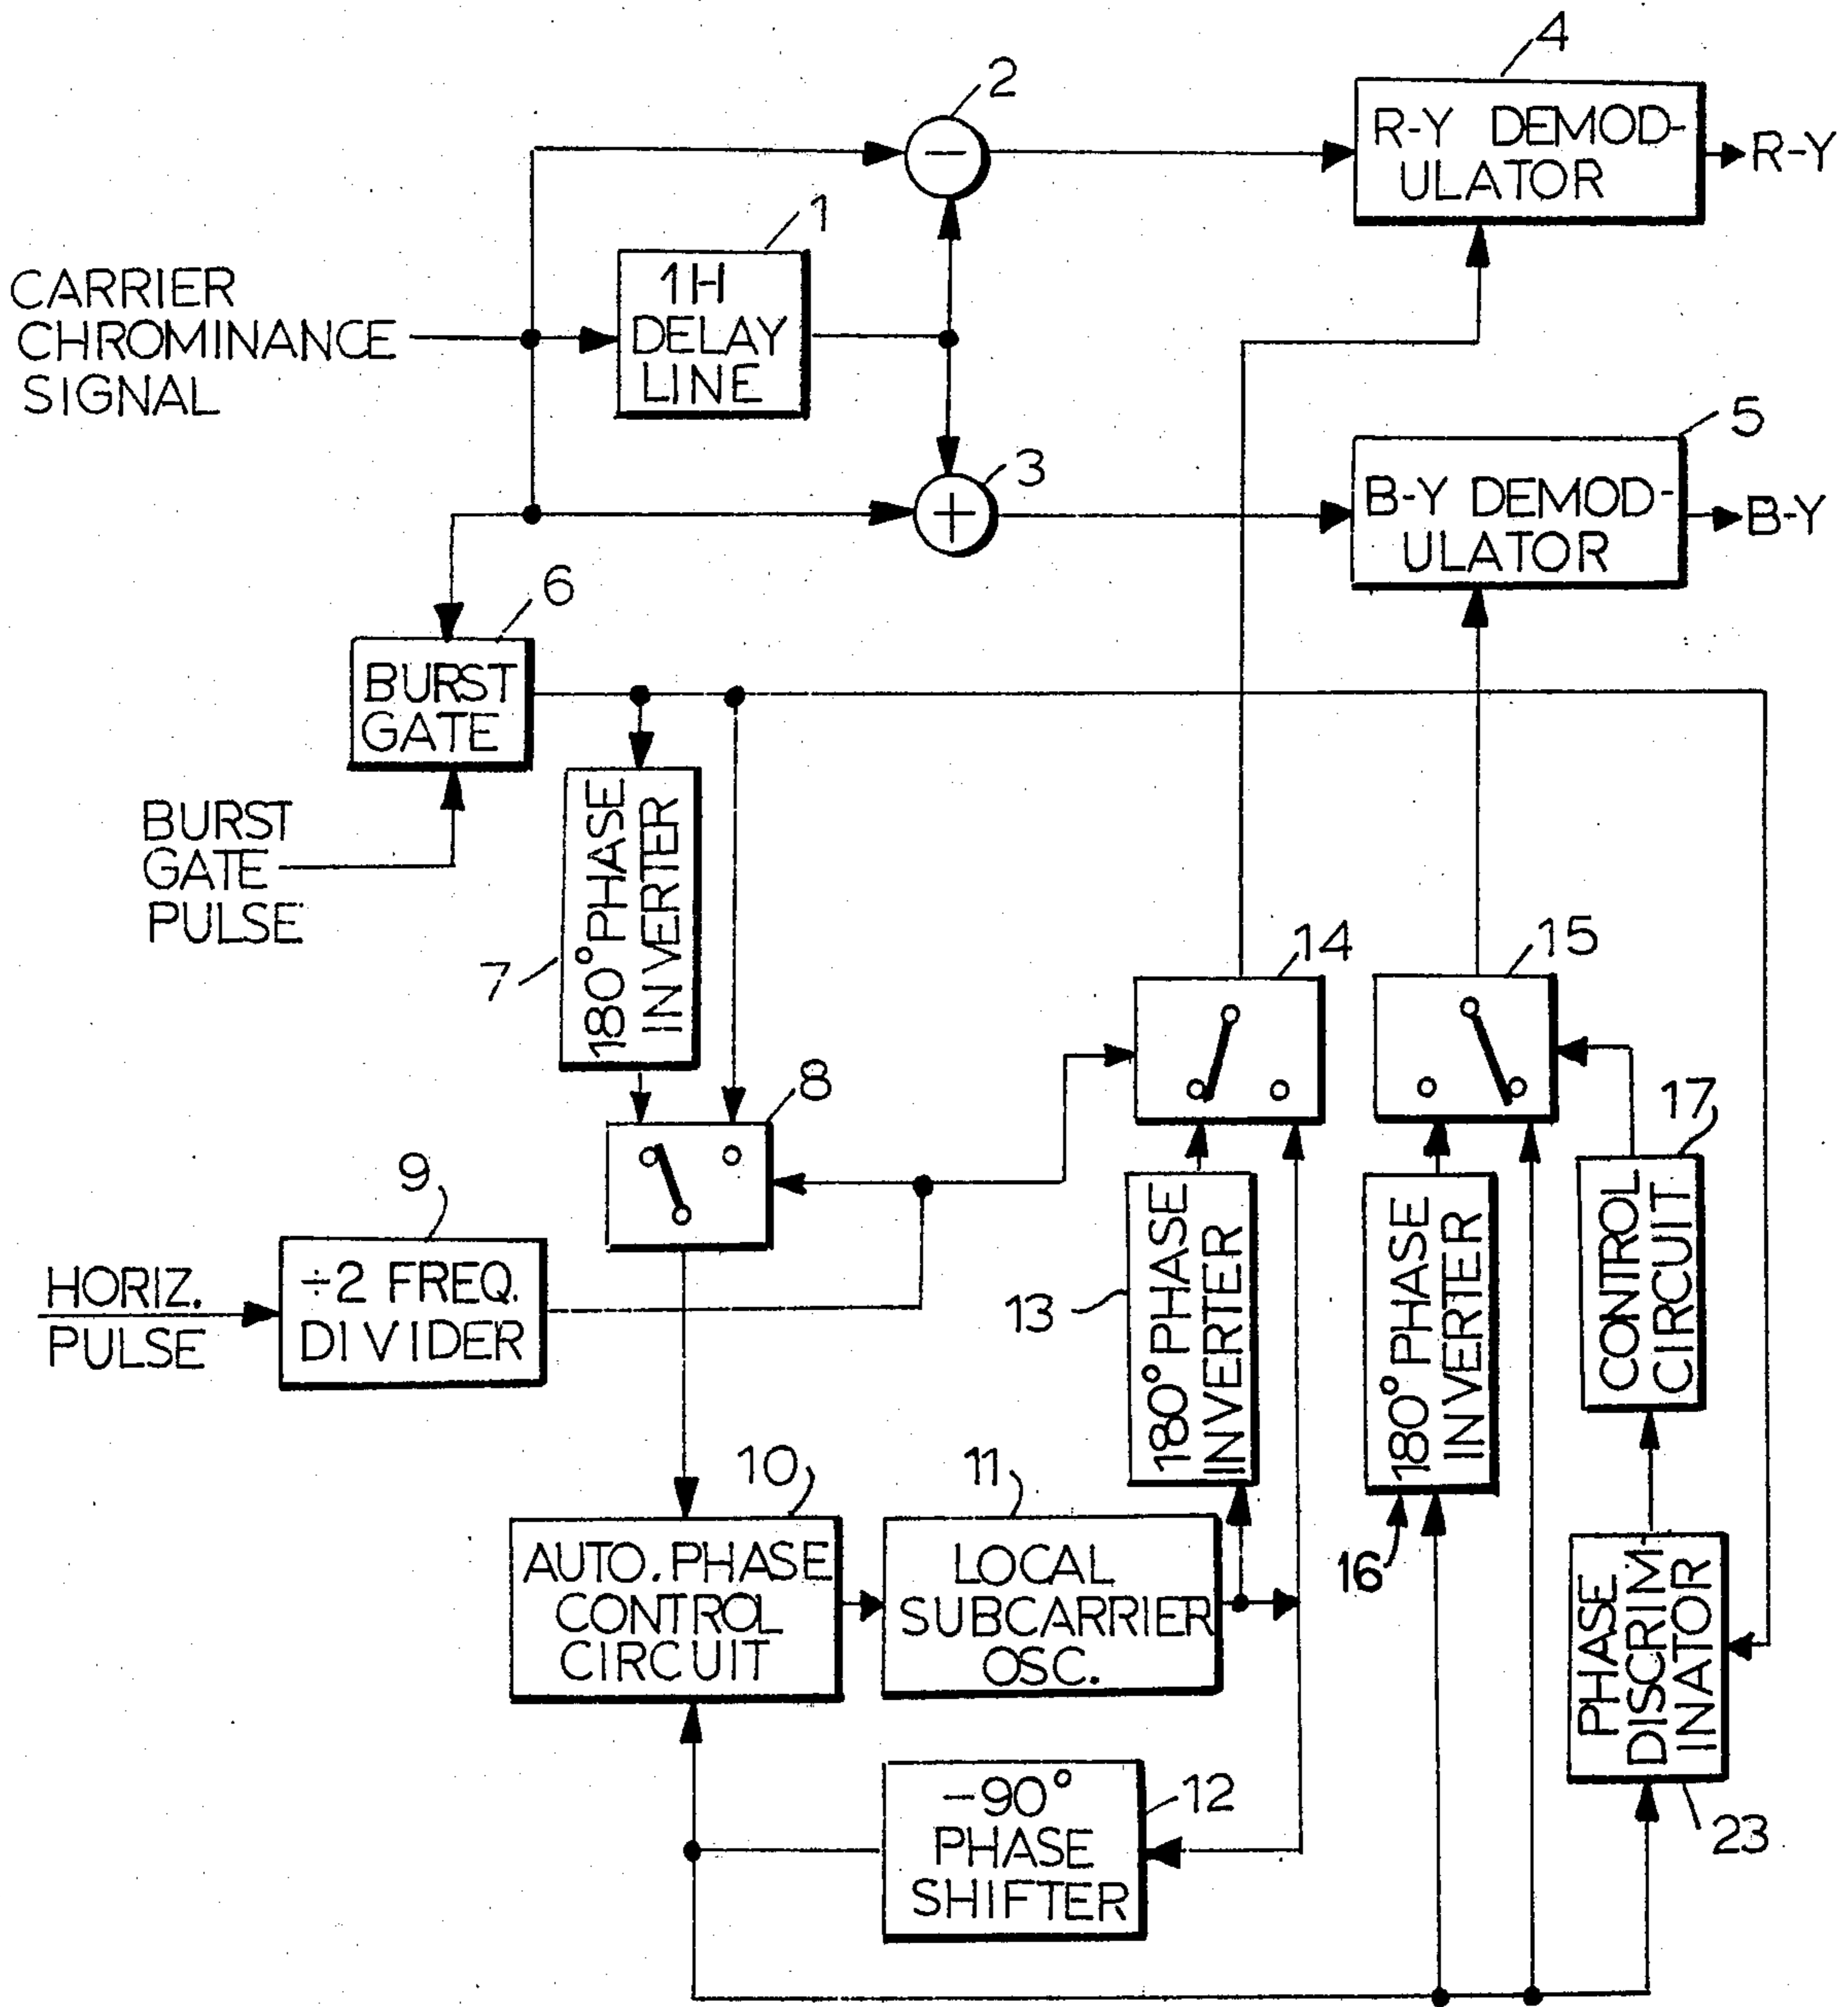 4
2
R-Y DEMOD-
ULATOR
R-Y
1
1H
DELAY
LINE
CARRIER
CHROMINANCE
SIGNAL
−
5
3
+
B-Y DEMOD-
ULATOR
B-Y
6
BURST
GATE
BURST
GATE
PULSE
7
180° PHASE
INVERTER
8
14
15
17
CONTROL
CIRCUIT
9
HORIZ.
PULSE
÷2 FREQ.
DIVIDER
13
180° PHASE
INVERTER
180° PHASE
INVERTER
16
10
AUTO. PHASE
CONTROL
CIRCUIT
11
LOCAL
SUBCARRIER
OSC.
PHASE
DISCRIM
INATOR
23
12
−90°
PHASE
SHIFTER